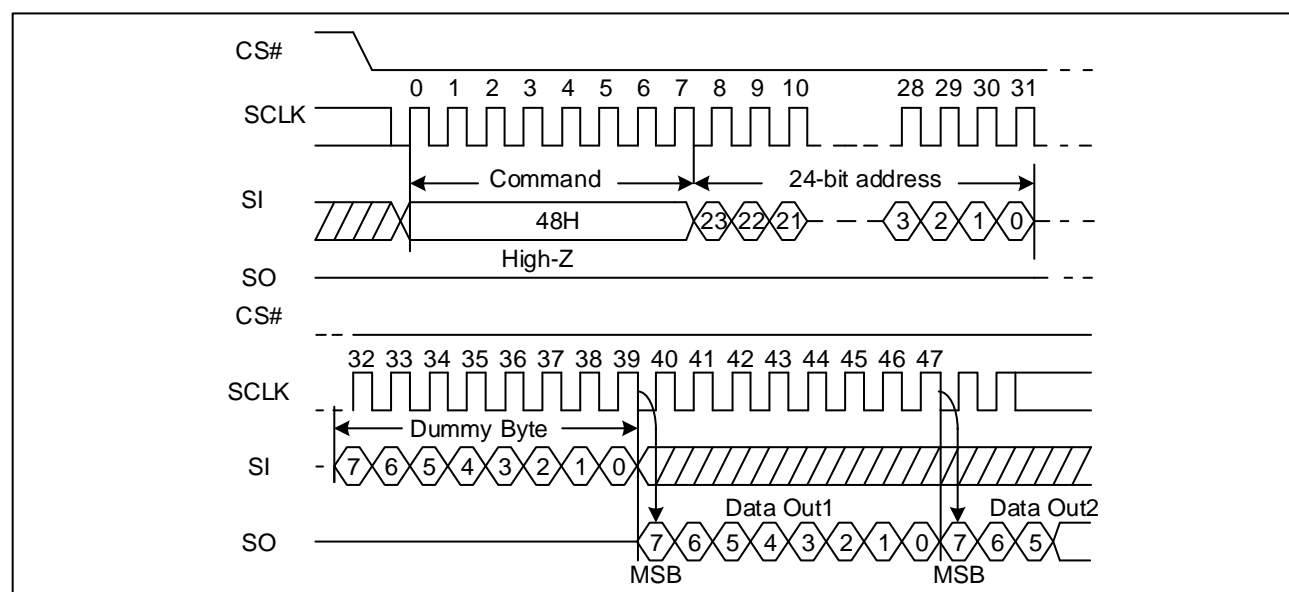 CS#
0 1 2 3 4 5 6 7 8 9 10 28 29 30 31
SCLK
Command 24-bit address
SI
48H 23 22 21 3 2 1 0
High-Z
SO
CS#
32 33 34 35 36 37 38 39 40 41 42 43 44 45 46 47
SCLK
Dummy Byte
SI 7 6 5 4 3 2 1 0
Data Out1 Data Out2
SO 7 6 5 4 3 2 1 0 7 6 5
MSB MSB